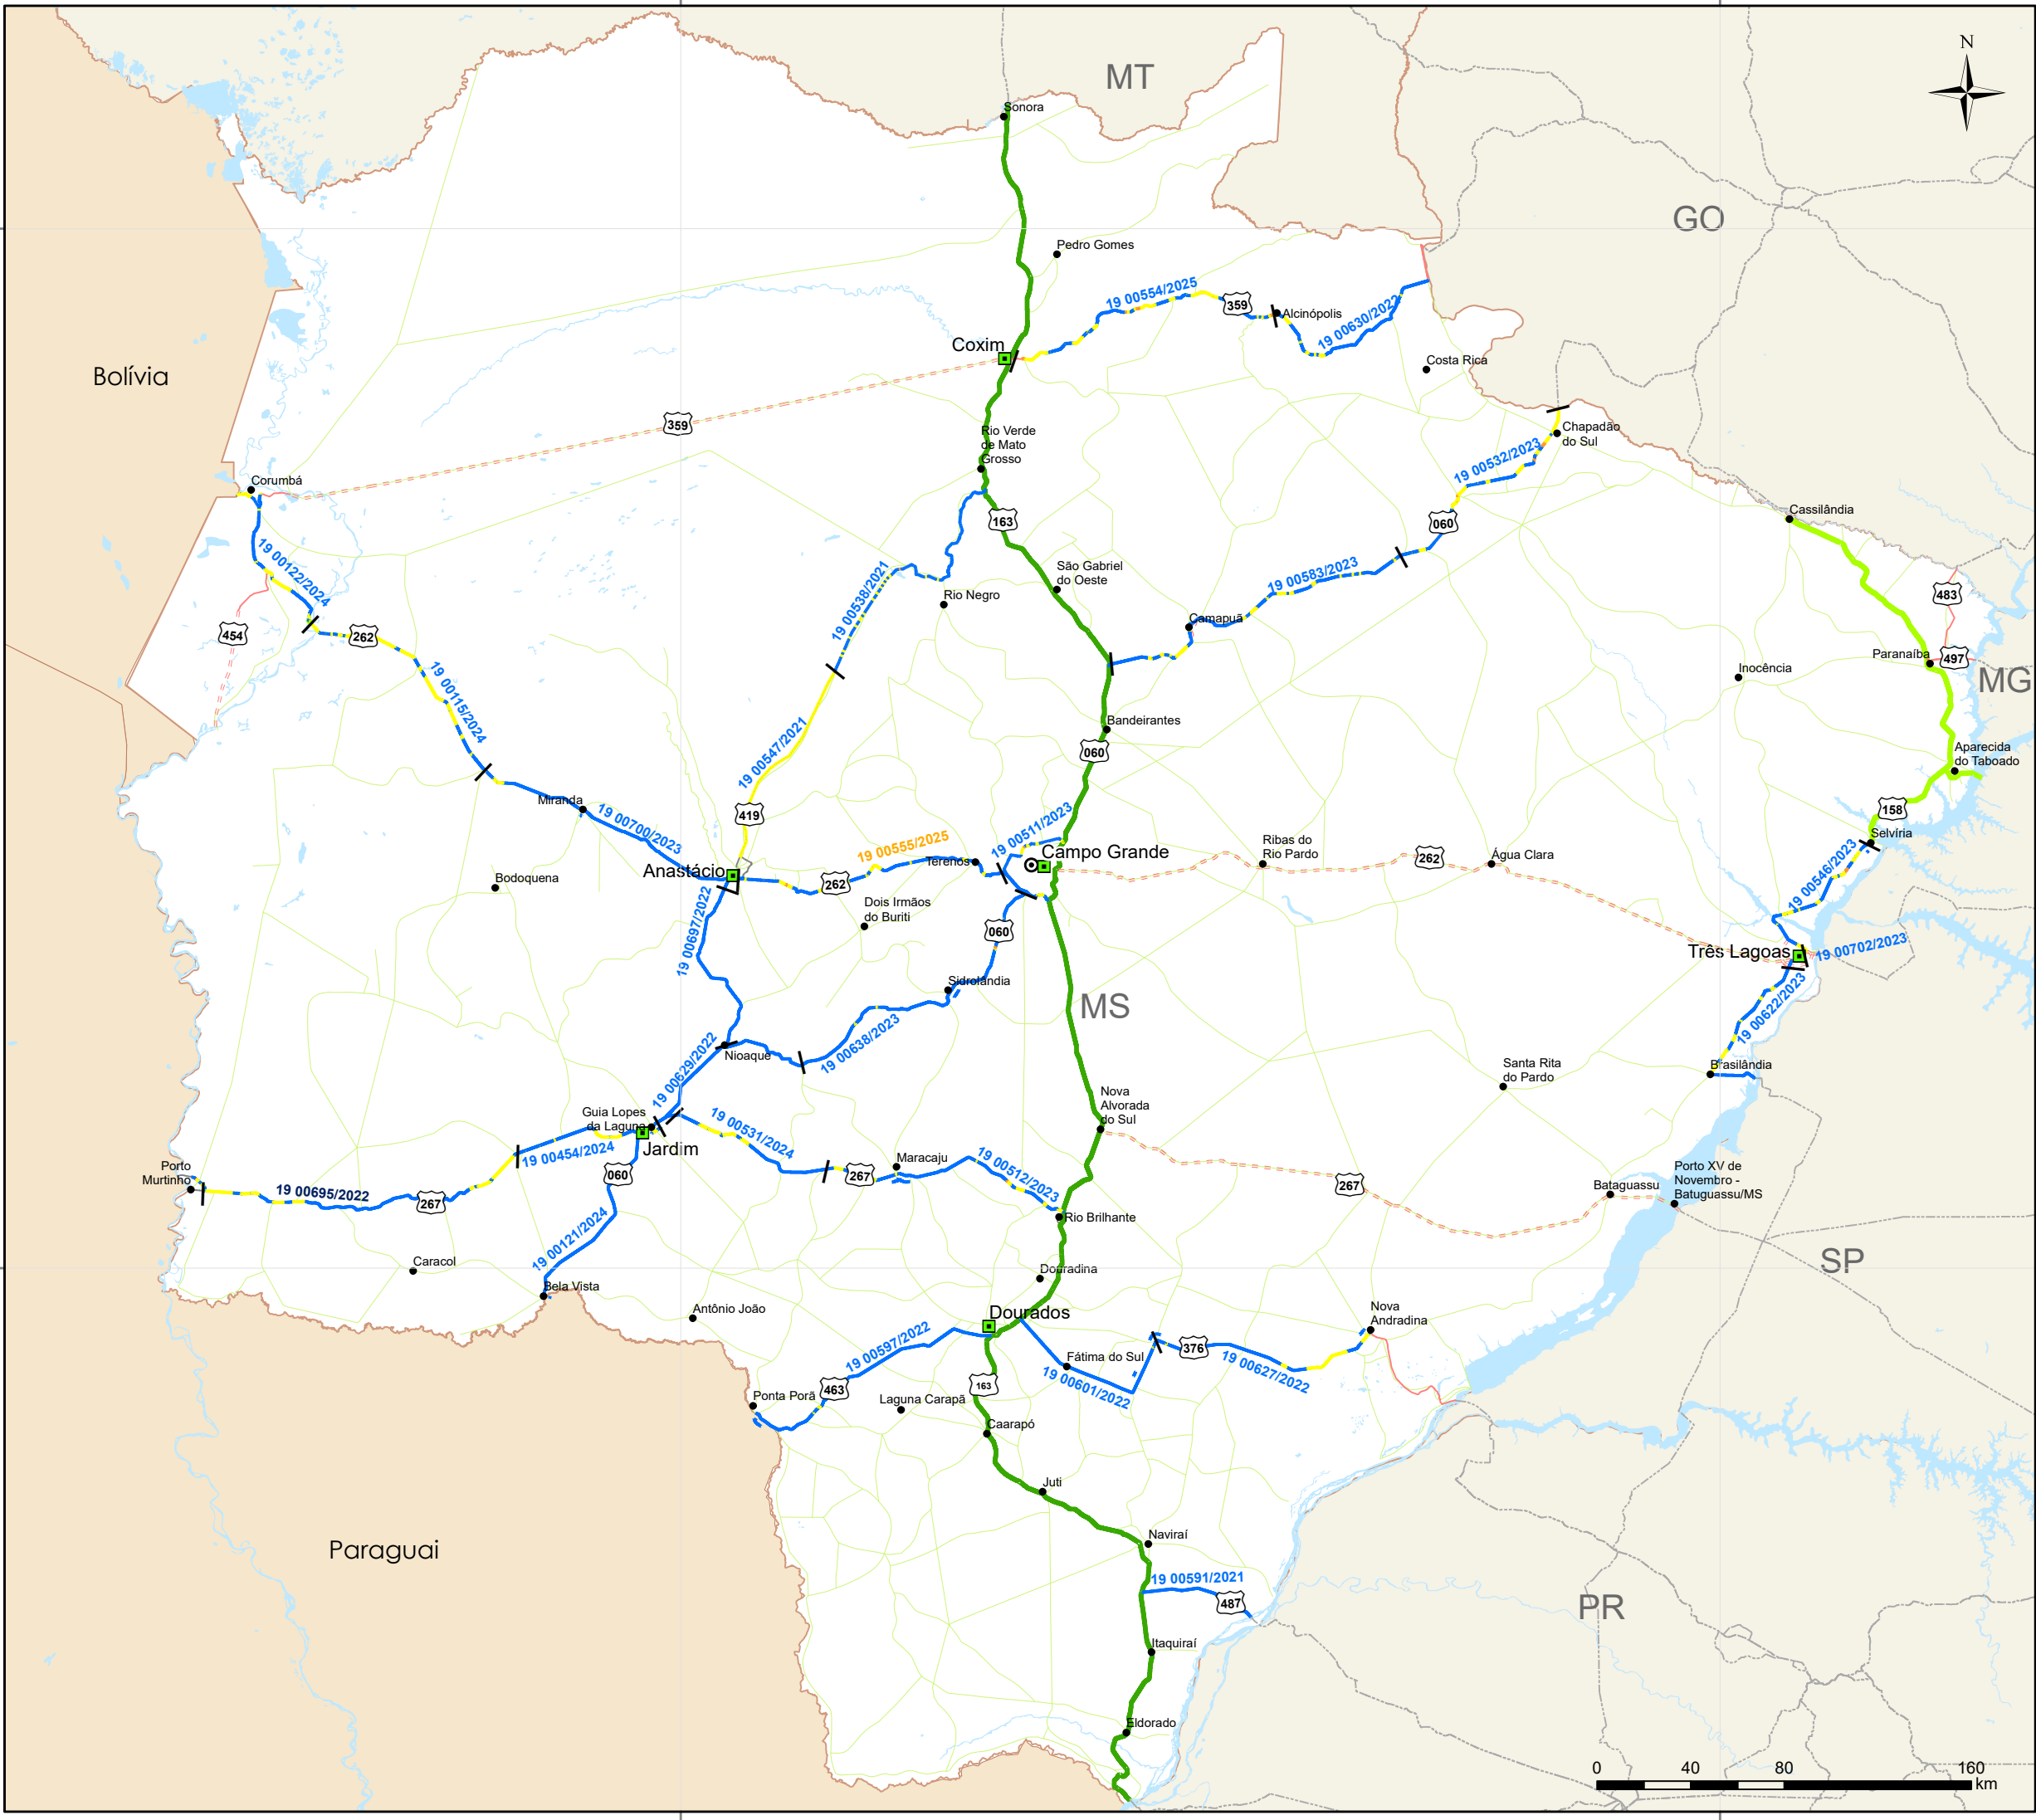 N
MT
Sonora
GO
Pedro Gomes
19 00554/2025
359
Alcinópolis
19 00630/2022
Coxim
Costa Rica
Bolívia
359
Rio Verde
de Mato
Grosso
Chapadão
do Sul
19 00532/2023
Corumbá
163
060
Cassilândia
19 00122/2024
São Gabriel
do Oeste
19 00583/2023
19 00538/2021
Rio Negro
483
454
262
Camapuã
Paranaíba
497
Inocência
MG
19 00115/2024
Bandeirantes
19 00547/2021
060
Aparecida
do Taboado
Miranda
19 00700/2023
419
158
Selvíria
19 00511/2023
19 00555/2025
Terenos
Campo Grande
Ribas do
Rio Pardo
262
Água Clara
Anastácio
262
Bodoquena
19 00546/2023
Dois Irmãos
do Buriti
19 00697/2022
060
Três Lagoas
19 00702/2023
Sidrolândia
MS
19 00622/2023
19 00638/2023
Nioaque
19 00629/2022
Brasilândia
Santa Rita
do Pardo
Nova
Alvorada
do Sul
Guia Lopes
da Laguna
19 00531/2024
Jardim
19 00454/2024
Maracaju
267
19 00512/2023
Porto
Murtinho
19 00695/2022
267
060
267
Bataguassu
Porto XV de
Novembro -
Batuguassu/MS
Rio Brilhante
19 00121/2024
Caracol
SP
Douradina
Bela Vista
Antônio João
Dourados
Nova
Andradina
19 00597/2022
Fátima do Sul
376
19 00627/2022
19 00601/2022
463
163
Ponta Porã
Laguna Carapã
Caarapó
Juti
Paraguai
Naviraí
19 00591/2021
487
PR
Itaquiraí
Eldorado
0 40 80 160
km